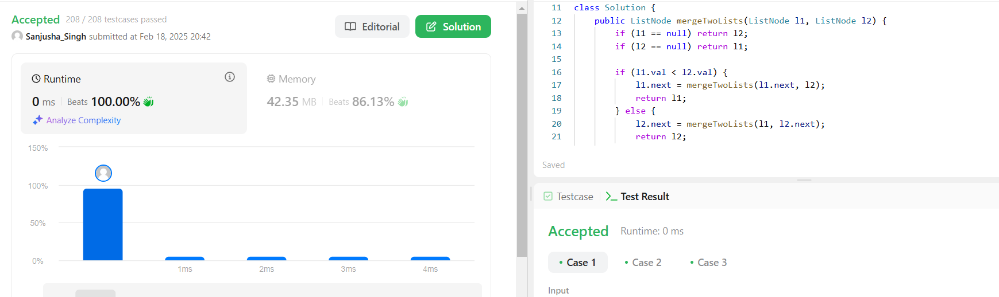 Accepted 208 / 208 testcases passed
Sanjusha_Singh submitted at Feb 18, 2025 20:42
Editorial
Solution
Runtime
0 ms Beats 100.00%
Analyze Complexity
Memory
42.35 MB Beats 86.13%
150%
100%
50%
0%
1ms 2ms 3ms 4ms
11 class Solution {
12 public ListNode mergeTwoLists(ListNode l1, ListNode l2) {
13 if (l1 == null) return l2;
14 if (l2 == null) return l1;
15
16 if (l1.val < l2.val) {
17 l1.next = mergeTwoLists(l1.next, l2);
18 return l1;
19 } else {
20 l2.next = mergeTwoLists(l1, l2.next);
21 return l2;
Saved
Testcase
Test Result
Accepted Runtime: 0 ms
Case 1 Case 2 Case 3
Input